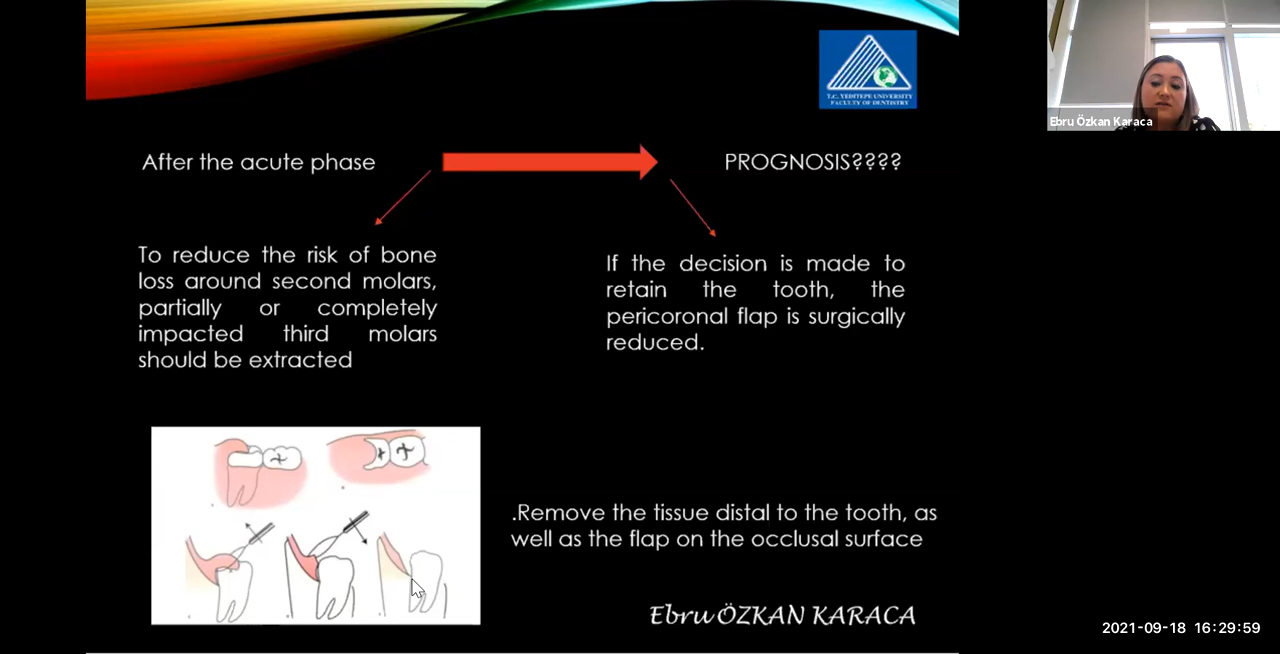 T.C. YEDITEPE UNIVERSITY
FACULTY OF DENTISTRY
Ebru Özkan Karaca
After the acute phase
PROGNOSIS????
To reduce the risk of bone
loss around second molars,
partially or completely
impacted third molars
should be extracted
If the decision is made to
retain the tooth, the
pericoronal flap is surgically
reduced.
.Remove the tissue distal to the tooth, as
well as the flap on the occlusal surface
Ebru ÖZKAN KARACA
2021-09-18 16:29:59